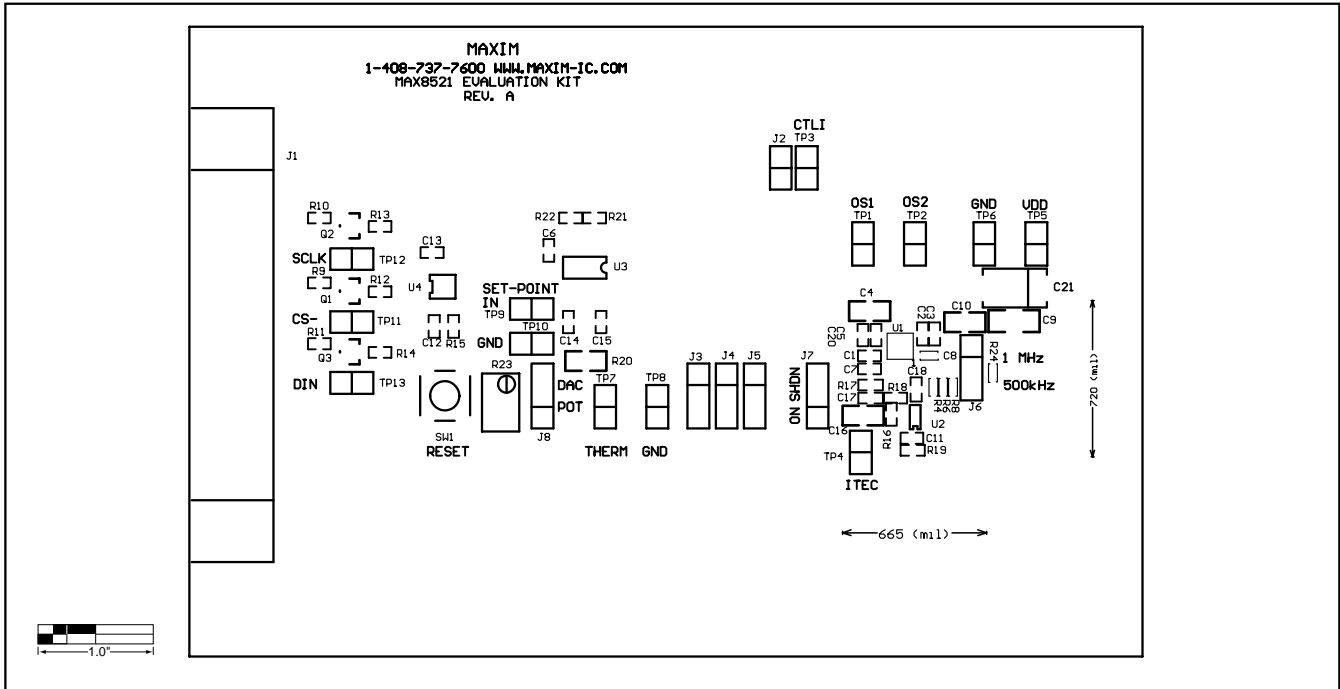 MAXIM
1-408-737-7600 WWW.MAXIM-IC.COM
MAX8521 EVALUATION KIT
REV. A
CTLI
J2 TP3
J1
OS1 OS2 GND VDD
TP1 TP2 TP6 TP5
R10
R13
Q2
R22 R21
C6
C13
SCLK TP12
U3
R9
R12
Q1
U4
SET-POINT
IN
TP9
C21
C4
C10
C9
CS- TP11
TP10
GND
C12 R15
C14 C15
C20 C5
U1
C2 C3
R11
R14
Q3
R20
R23
C1
C8
R24
1 MHz
J3 J4 J5 J7
C7
DIN TP13
DAC
POT
TP7 TP8
ON SHDN
R17
R18
C18
500kHz
720 (mil)
C17
R4 R6 R8
J6
SW1
RESET
J8
C16
R16
U2
C11
R19
THERM GND
TP4
ITEC
665 (mil)
1.0"